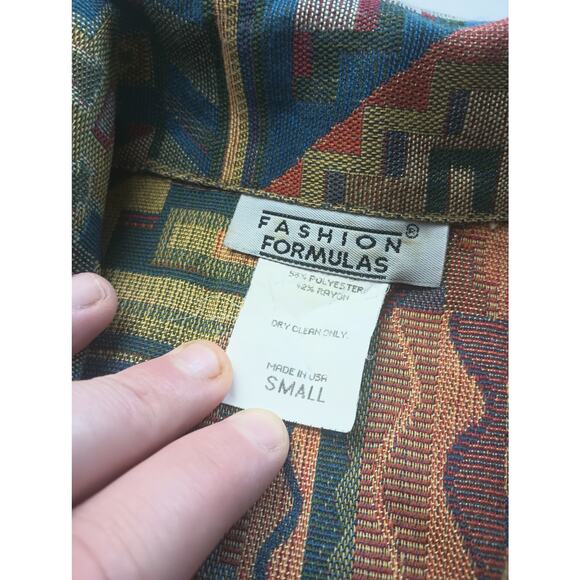 FASHION®
FORMULAS
58% POLYESTER
42% RAYON
DRY CLEAN ONLY.
MADE IN USA
SMALL